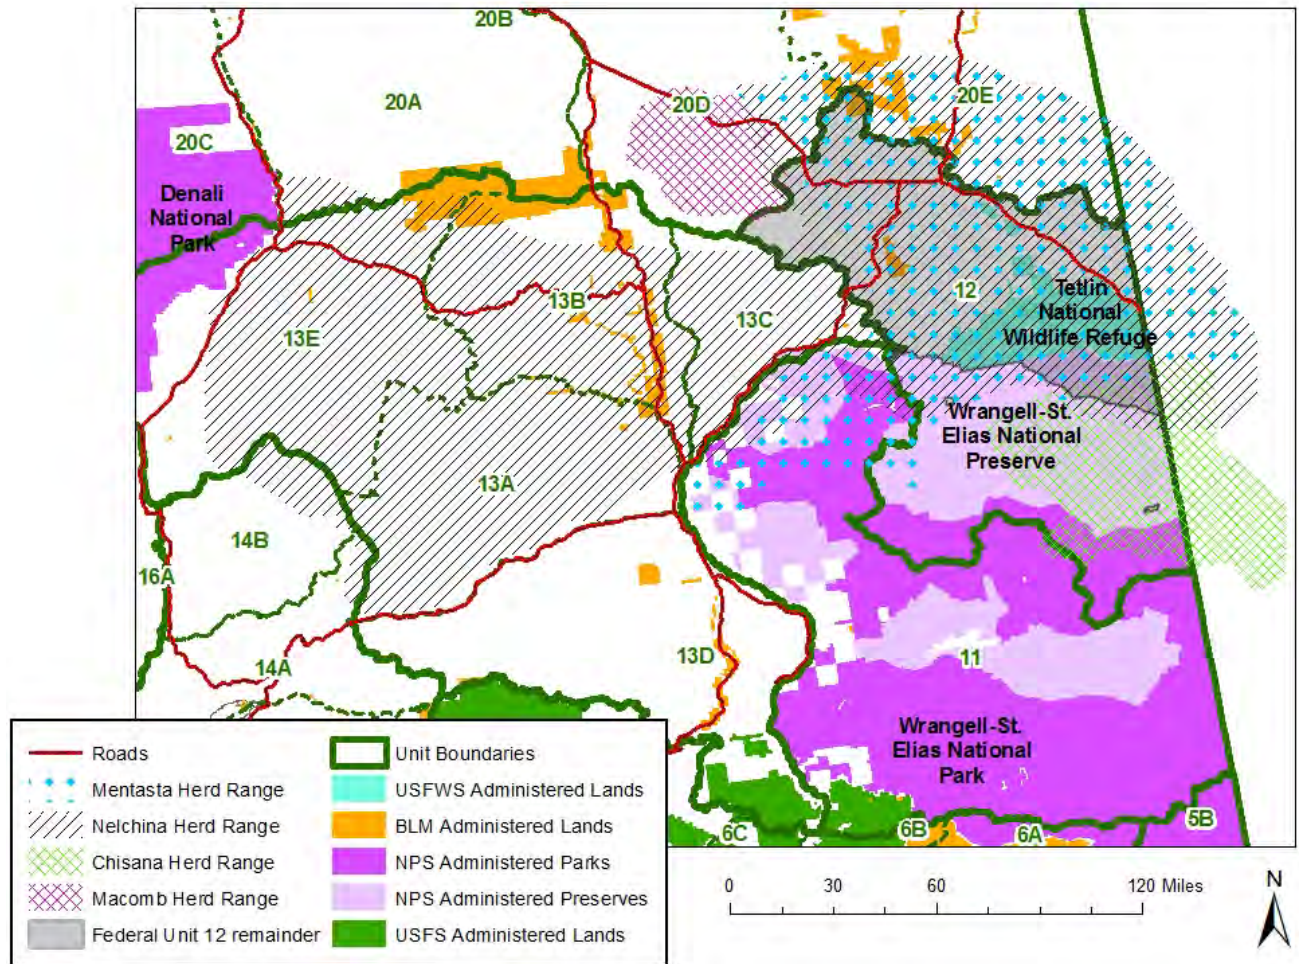 20B
20A
20D
20E
20C
Denali
National
Park
13B
13C
12
Tetlin
National
Wildlife Refuge
13E
Wrangell-St.
Elias National
Preserve
13A
14B
16A
14A
13D
11
Wrangell-St.
Elias National
Park
6C
6B
6A
5B
Roads
Mentasta Herd Range
Nelchina Herd Range
Chisana Herd Range
Macomb Herd Range
Federal Unit 12 remainder
Unit Boundaries
USFWS Administered Lands
BLM Administered Lands
NPS Administered Parks
NPS Administered Preserves
USFS Administered Lands
0 30 60 120 Miles
N